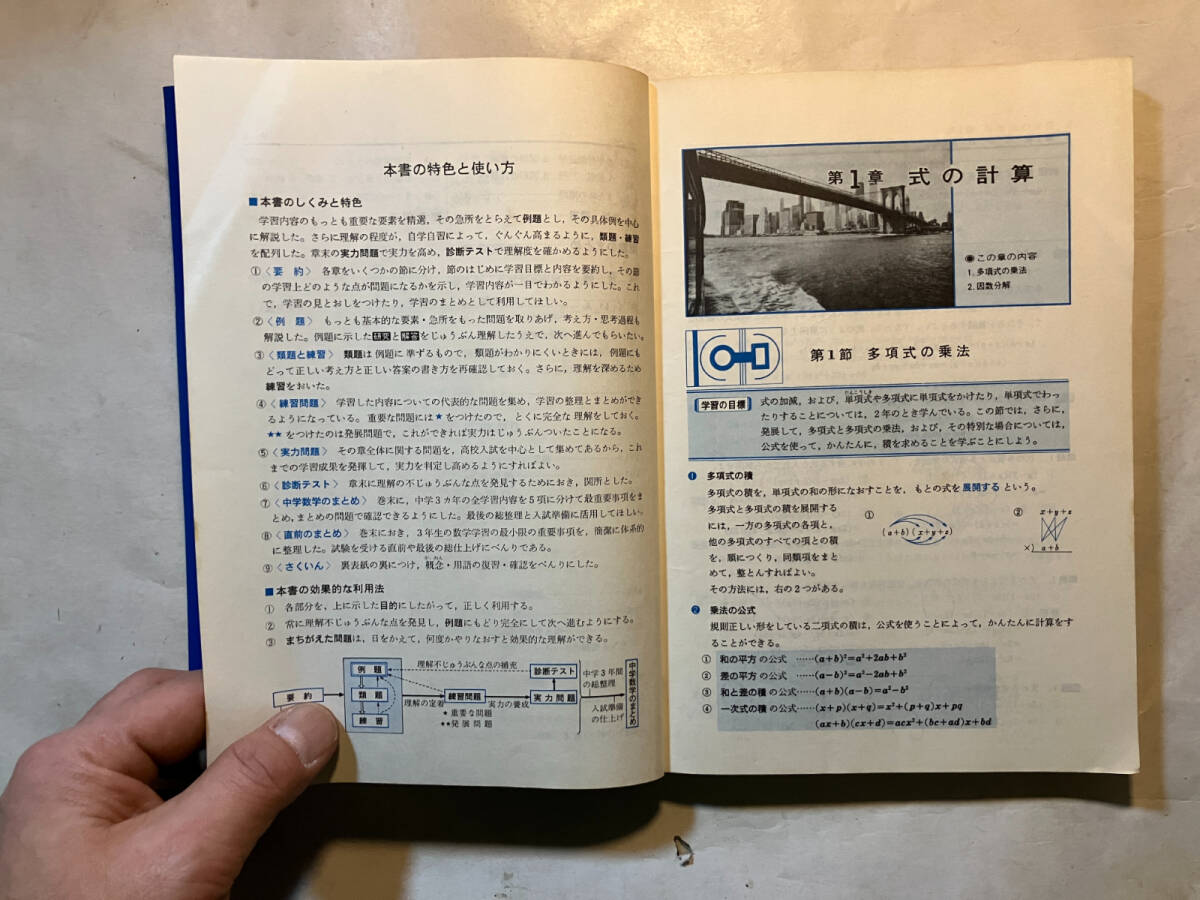 本書の特色と使い方
■本書のしくみと特色
学習内容のもっとも重要な要素を精選，その急所をとらえて例題とし，その具体例を中心
に解説した。さらに理解の程度が，自学自習によって，ぐんぐん高まるように，類題・練習
を配列した。章末の実力問題で実力を高め，診断テストで理解度を確かめるようにした。
①〈要 約〉 各章をいくつかの節に分け，節のはじめに学習目標と内容を要約し，その節
の学習上どのような点が問題になるかを示し，学習内容が一目でわかるようにした。これ
で，学習の見とおしをつけたり，学習のまとめとして利用してほしい。
②〈例 題〉 もっとも基本的な要素・急所をもった問題を取りあげ，考え方・思考過程も
解説した。例題に示した研究と解答をじゅうぶん理解したうえで，次へ進んでもらいたい。
③〈類題と練習〉 類題は例題に準ずるもので，類題がわかりにくいときには，例題にも
どって正しい考え方と正しい答案の書き方を再確認しておく。さらに，理解を深めるため
練習をおいた。
④〈練習問題〉 学習した内容についての代表的な問題を集め，学習の整理とまとめができ
るようになっている。重要な問題には★をつけたので，とくに完全な理解をしておく。
★★をつけたのは発展問題で，これができれば実力はじゅうぶんついたことになる。
⑤〈実力問題〉 その章全体に関する問題を，高校入試を中心として集めてあるから，これ
までの学習成果を発揮して，実力を判定し高めるようにすればよい。
⑥〈診断テスト〉 章末に理解の不じゅうぶんな点を発見するためにおき，関所とした。
⑦〈中学数学のまとめ〉 巻末に，中学3カ年の全学習内容を5項に分けて最重要事項をま
とめ，まとめの問題で確認できるようにした。最後の総整理と入試準備に活用してほしい。
⑧〈直前のまとめ〉 巻末におき，3年生の数学学習の最小限の重要事項を，簡潔に体系的
に整理した。試験を受ける直前や最後の総仕上げにべんりである。
⑨〈さくいん〉 裏表紙の裏につけ，概念・用語の復習・確認をべんりにした。
■本書の効果的な利用法
① 各部分を，上に示した目的にしたがって，正しく利用する。
② 常に理解不じゅうぶんな点を発見し，例題にもどり完全にして次へ進むようにする。
③ まちがえた問題は，日をかえて，何度かやりなおすと効果的な理解ができる。
要 約
例 題
類 題
練 習
理解不じゅうぶんな点の補充
理解の定着
練習問題
★重要な問題
★★発展問題
実力の養成
診断テスト
実力問題
中学3年間
の総整理
入試準備
の仕上げ
中学数学のまとめ
第1章 式の計算
◉この章の内容
1.多項式の乗法
2.因数分解
第1節 多項式の乗法
学習の目標
式の加減，および，単項式や多項式に単項式をかけたり，単項式でわっ
たりすることについては，2年のとき学んでいる。この節では，さらに，
発展して，多項式と多項式の乗法，および，その特別な場合については，
公式を使って，かんたんに，積を求めることを学ぶことにしよう。
❶ 多項式の積
多項式の積を，単項式の和の形になおすことを，もとの式を展開する という。
多項式と多項式の積を展開する
には，一方の多項式の各項と，
他の多項式のすべての項との積
を，順につくり，同類項をまと
めて，整とんすればよい。
その方法には，右の2つがある。
①
(a+b)(x+y+z)
②
x+y+z
×) a+b
❷ 乗法の公式
規則正しい形をしている二項式の積は，公式を使うことによって，かんたんに計算をす
ることができる。
① 和の平方 の公式 ……(a+b)²=a²+2ab+b²
② 差の平方 の公式 ……(a−b)²=a²−2ab+b²
③ 和と差の積 の公式 ……(a+b)(a−b)=a²−b²
④ 一次式の積 の公式……(x+p)(x+q)=x²+(p+q)x+pq
(ax+b)(cx+d)=acx²+(bc+ad)x+bd